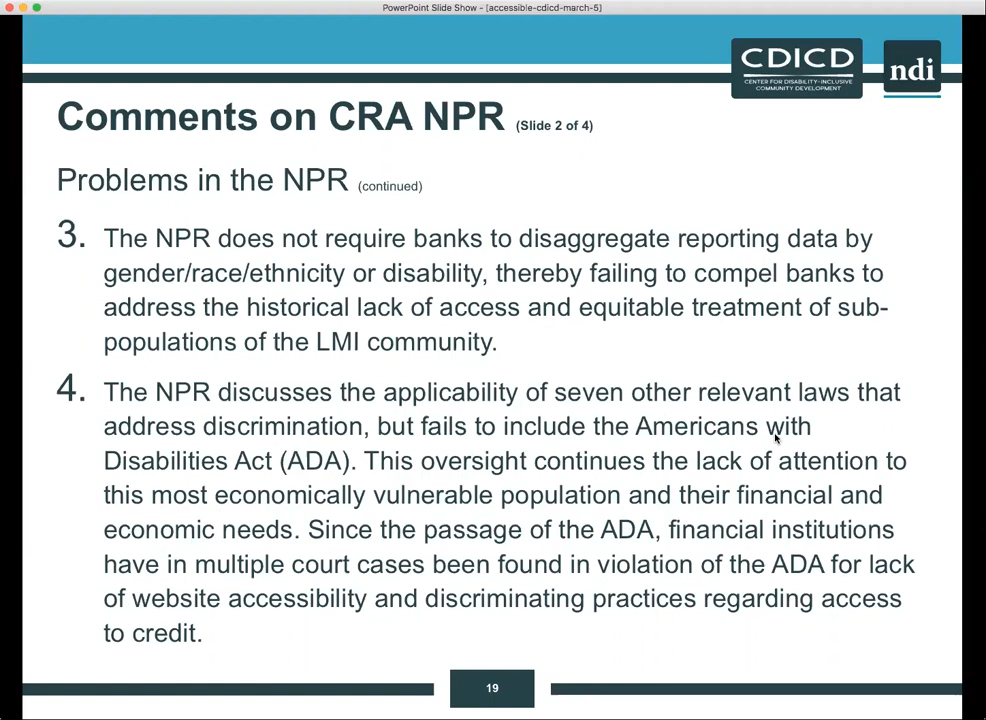 PowerPoint Slide Show - [accessible-cdicd-march-5]
CDICD
CENTER FOR DISABILITY-INCLUSIVE
COMMUNITY DEVELOPMENT
ndi
Comments on CRA NPR (Slide 2 of 4)
Problems in the NPR (continued)
3. The NPR does not require banks to disaggregate reporting data by
gender/race/ethnicity or disability, thereby failing to compel banks to
address the historical lack of access and equitable treatment of sub-
populations of the LMI community.
4. The NPR discusses the applicability of seven other relevant laws that
address discrimination, but fails to include the Americans with
Disabilities Act (ADA). This oversight continues the lack of attention to
this most economically vulnerable population and their financial and
economic needs. Since the passage of the ADA, financial institutions
have in multiple court cases been found in violation of the ADA for lack
of website accessibility and discriminating practices regarding access
to credit.
19